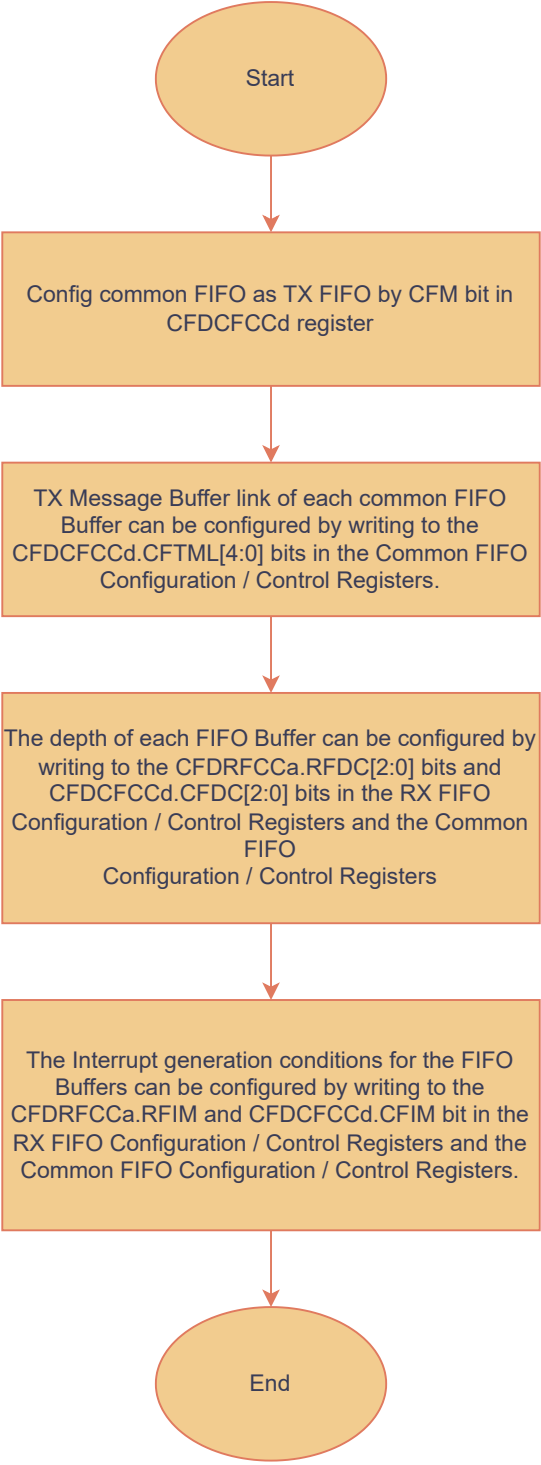 Start
Config common FIFO as TX FIFO by CFM bit in
CFDCFCCd register
TX Message Buffer link of each common FIFO
Buffer can be configured by writing to the
CFDCFCCd.CFTML[4:0] bits in the Common FIFO
Configuration / Control Registers.
The depth of each FIFO Buffer can be configured by
writing to the CFDRFCCa.RFDC[2:0] bits and
CFDCFCCd.CFDC[2:0] bits in the RX FIFO
Configuration / Control Registers and the Common
FIFO
Configuration / Control Registers
The Interrupt generation conditions for the FIFO
Buffers can be configured by writing to the
CFDRFCCa.RFIM and CFDCFCCd.CFIM bit in the
RX FIFO Configuration / Control Registers and the
Common FIFO Configuration / Control Registers.
End